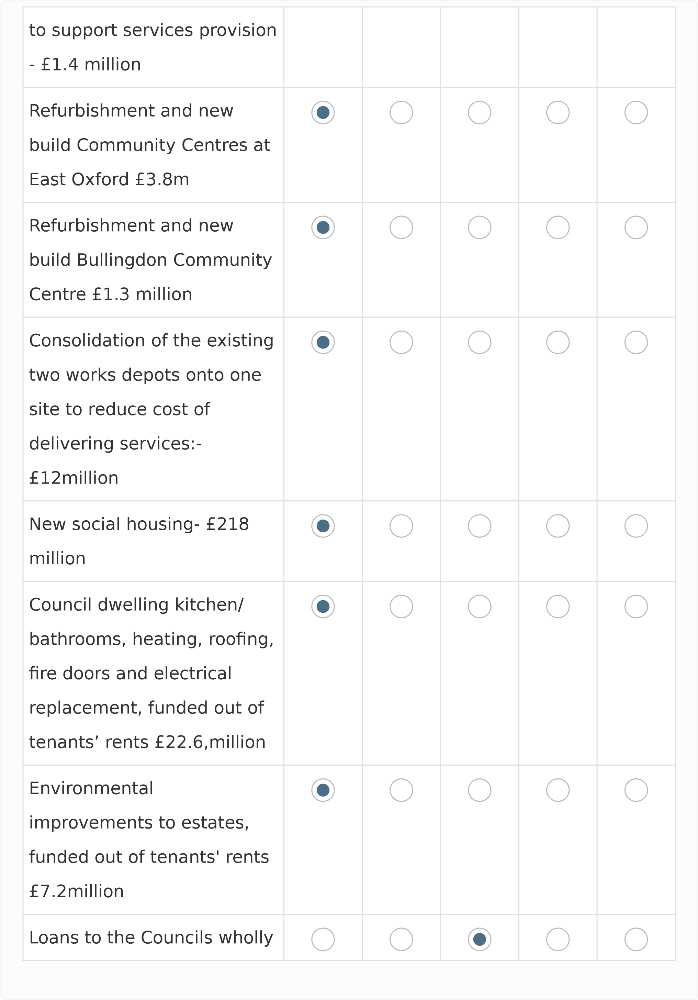 to support services provision
- £1.4 million
Refurbishment and new
build Community Centres at
East Oxford £3.8m
Refurbishment and new
build Bullingdon Community
Centre £1.3 million
Consolidation of the existing
two works depots onto one
site to reduce cost of
delivering services:-
£12million
New social housing- £218
million
Council dwelling kitchen/
bathrooms, heating, roofing,
fire doors and electrical
replacement, funded out of
tenants’ rents £22.6,million
Environmental
improvements to estates,
funded out of tenants' rents
£7.2million
Loans to the Councils wholly